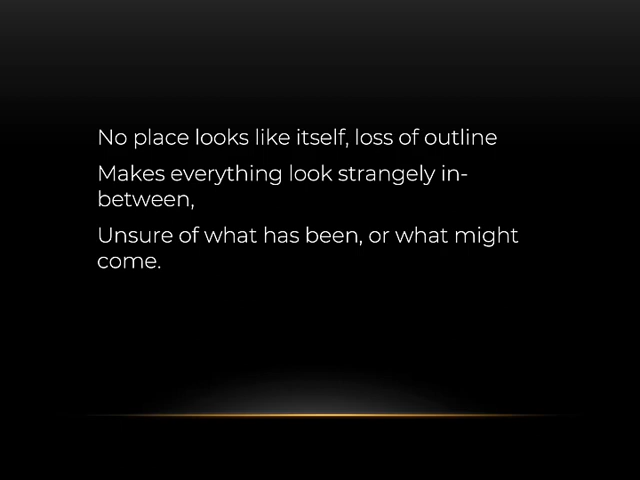 No place looks like itself, loss of outline
Makes everything look strangely in-
between,
Unsure of what has been, or what might
come.